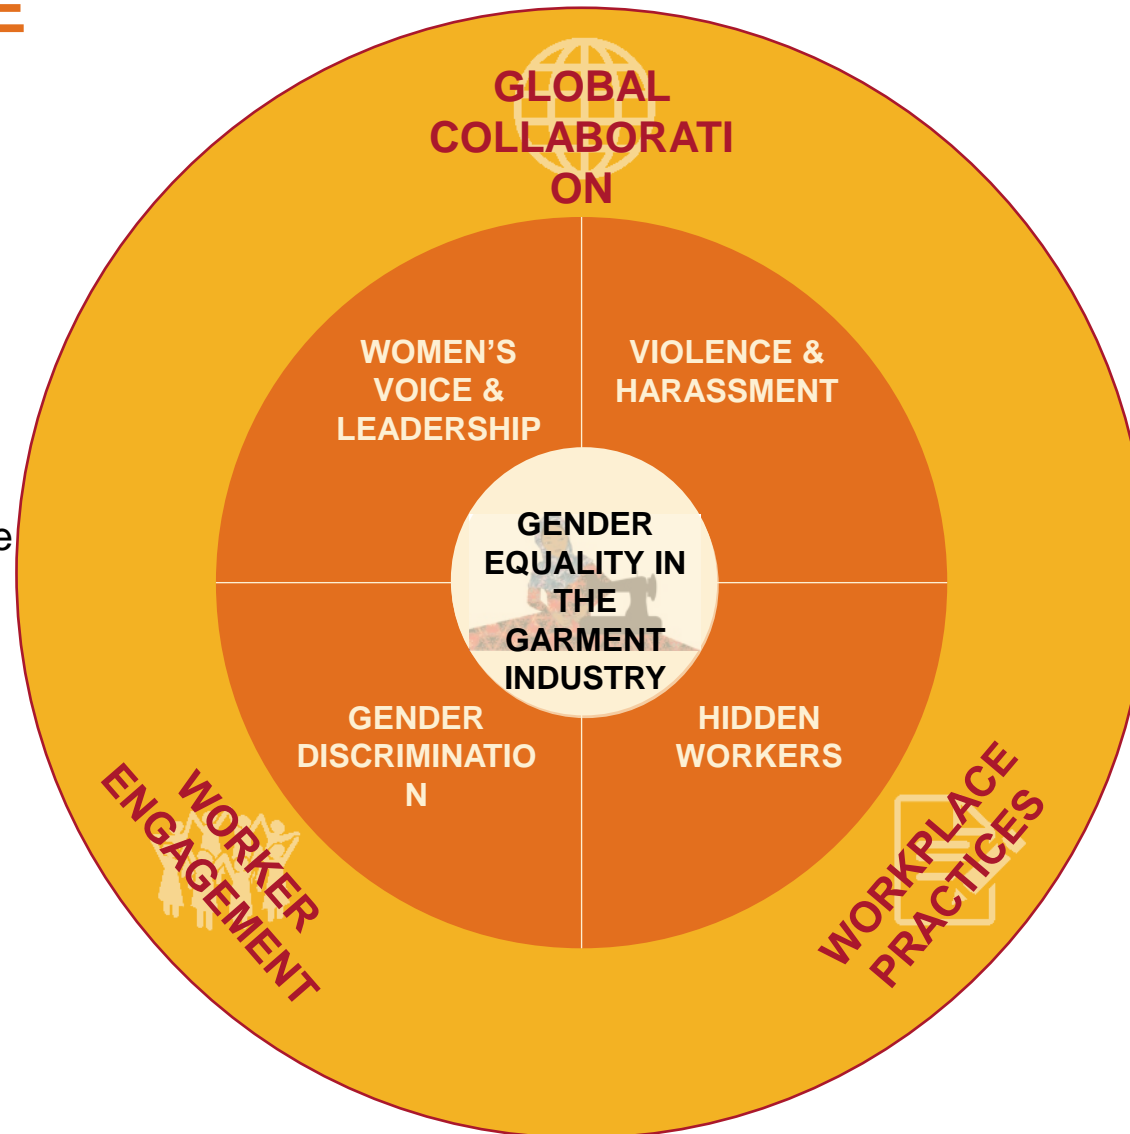 E
GLOBAL
COLLABORATI
ON
WOMEN'S
VOICE &
LEADERSHIP
VIOLENCE &
HARASSMENT
e
GENDER
EQUALITY IN
THE
GARMENT
INDUSTRY
GENDER
DISCRIMINATIO
N
HIDDEN
WORKERS
WORKER
ENGAGEMENT
WORKPLACE
PRACTICES